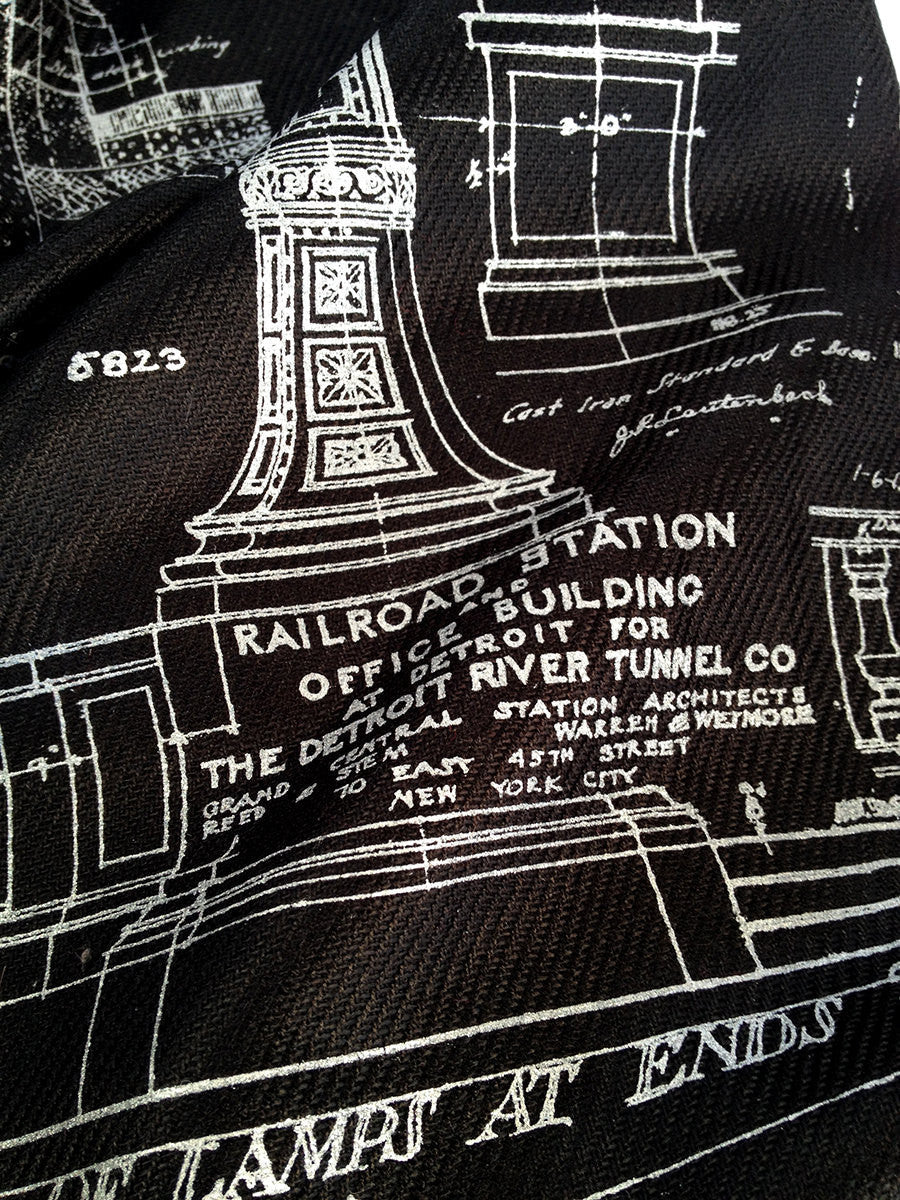 3'-0"
5823
Cast Iron Standard & Base.
J.P. Lautenbach
1-6-
RAILROAD STATION
AND
OFFICE BUILDING
AT DETROIT FOR
THE DETROIT RIVER TUNNEL CO
GRAND CENTRAL STATION ARCHITECTS
REED & STEM WARREN & WETMORE
70 EAST 45TH STREET
NEW YORK CITY
LAMPS AT ENDS